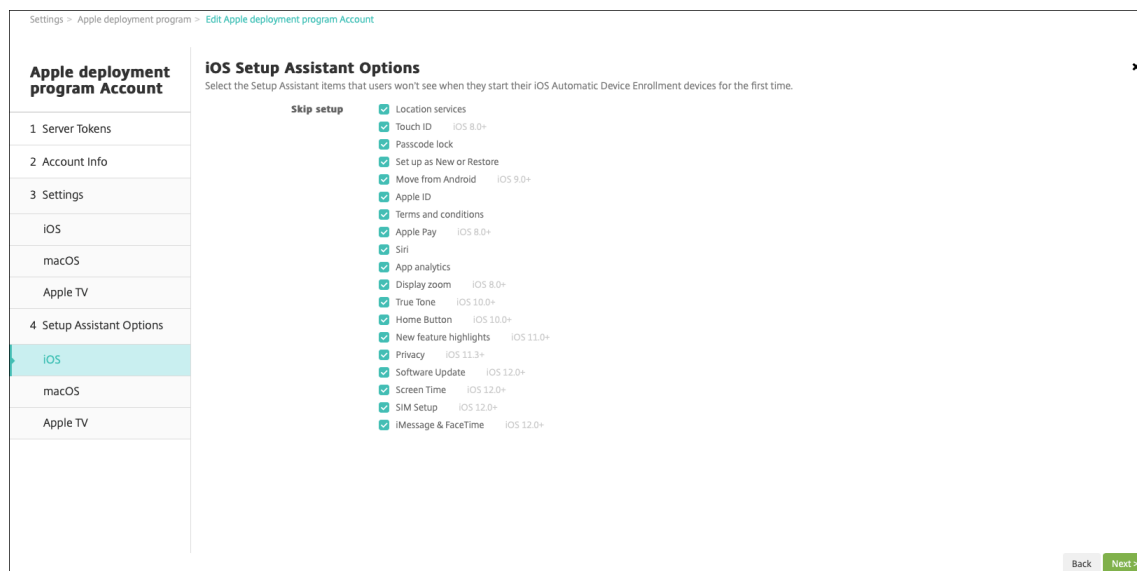 Settings > Apple deployment program > Edit Apple deployment program Account
Apple deployment
program Account
1 Server Tokens
2 Account Info
3 Settings
iOS
macOS
Apple TV
4 Setup Assistant Options
iOS
macOS
Apple TV
iOS Setup Assistant Options
Select the Setup Assistant items that users won't see when they start their iOS Automatic Device Enrollment devices for the first time.
Skip setup
Location services
Touch ID iOS 8.0+
Passcode lock
Set up as New or Restore
Move from Android iOS 9.0+
Apple ID
Terms and conditions
Apple Pay iOS 8.0+
Siri
App analytics
Display zoom iOS 8.0+
True Tone iOS 10.0+
Home Button iOS 10.0+
New feature highlights iOS 11.0+
Privacy iOS 11.3+
Software Update iOS 12.0+
Screen Time iOS 12.0+
SIM Setup iOS 12.0+
iMessage & FaceTime iOS 12.0+
Back Next >